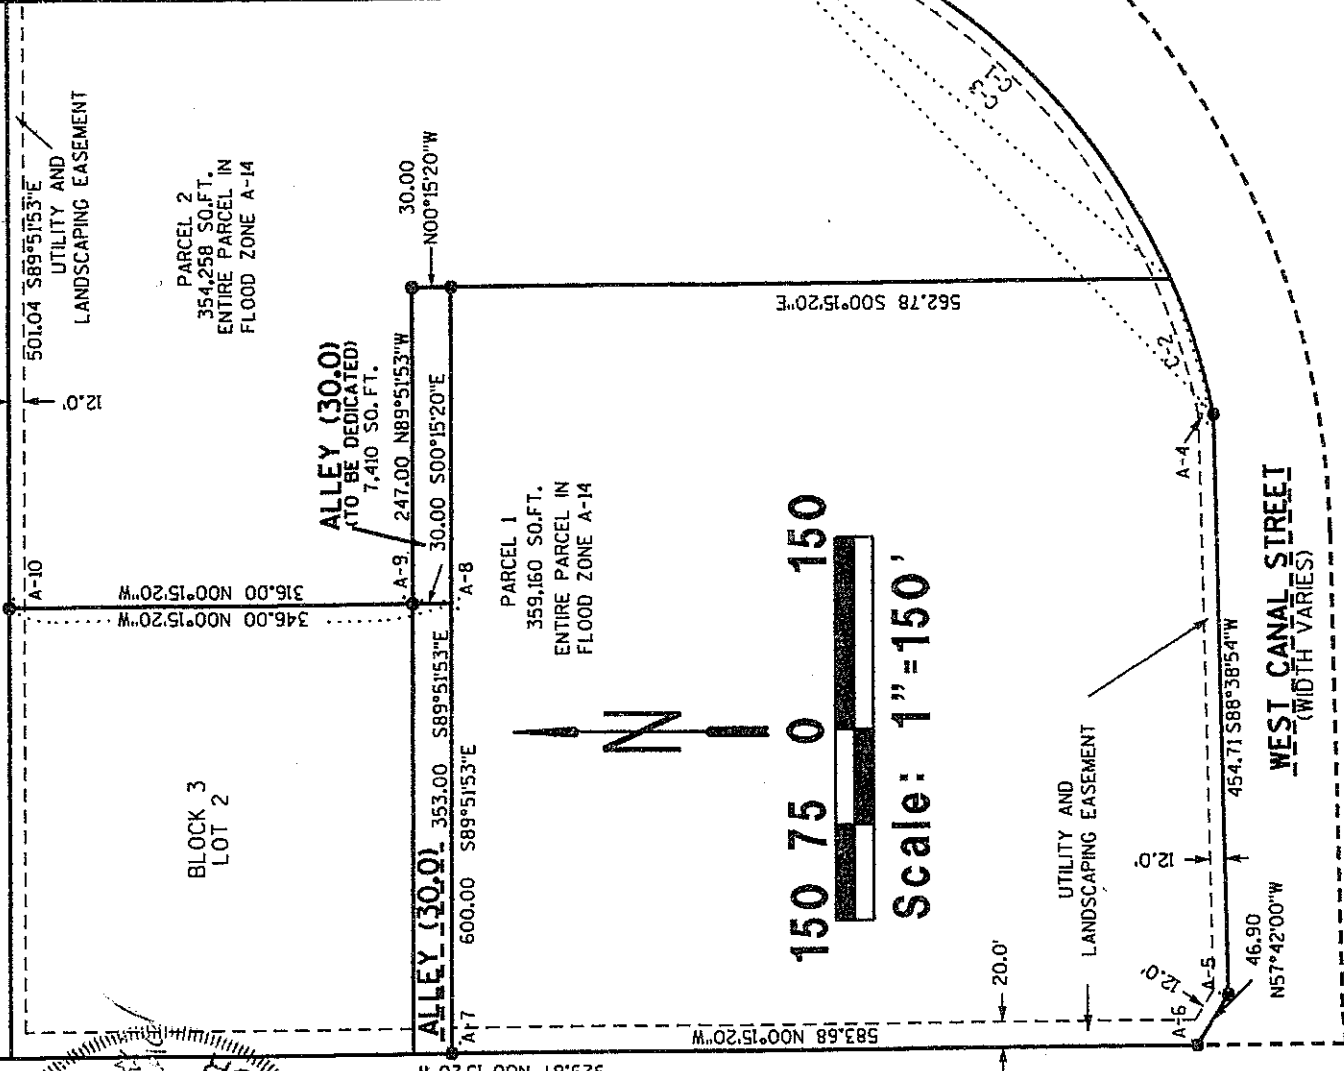 501.04 S89°51'53"E
UTILITY AND
LANDSCAPING EASEMENT
12.0'
PARCEL 2
354,258 SQ.FT.
ENTIRE PARCEL IN
FLOOD ZONE A-14
30.00
N00°15'20"W
C-3
C-1
A-10
316.00 N00°15'20"W
346.00 N00°15'20"W
ALLEY (30.0)
(TO BE DEDICATED)
7,410 SQ. FT.
A-9
247.00 N89°51'53"W
30.00 S00°15'20"E
A-8
562.78 S00°15'20"E
PARCEL 1
359,160 SQ.FT.
ENTIRE PARCEL IN
FLOOD ZONE A-14
C-2
A-4
BLOCK 3
LOT 2
ALLEY (30.0)
353.00 S89°51'53"E
600.00 S89°51'53"E
A-7
N
150 75 0 150
Scale: 1"=150'
UTILITY AND
LANDSCAPING EASEMENT
20.0'
12.0'
454.71 S88°38'54"W
WEST CANAL STREET
(WIDTH VARIES)
583.68 N00°15'20"W
A-6
12.0'
A-5
46.90
N57°42'00"W